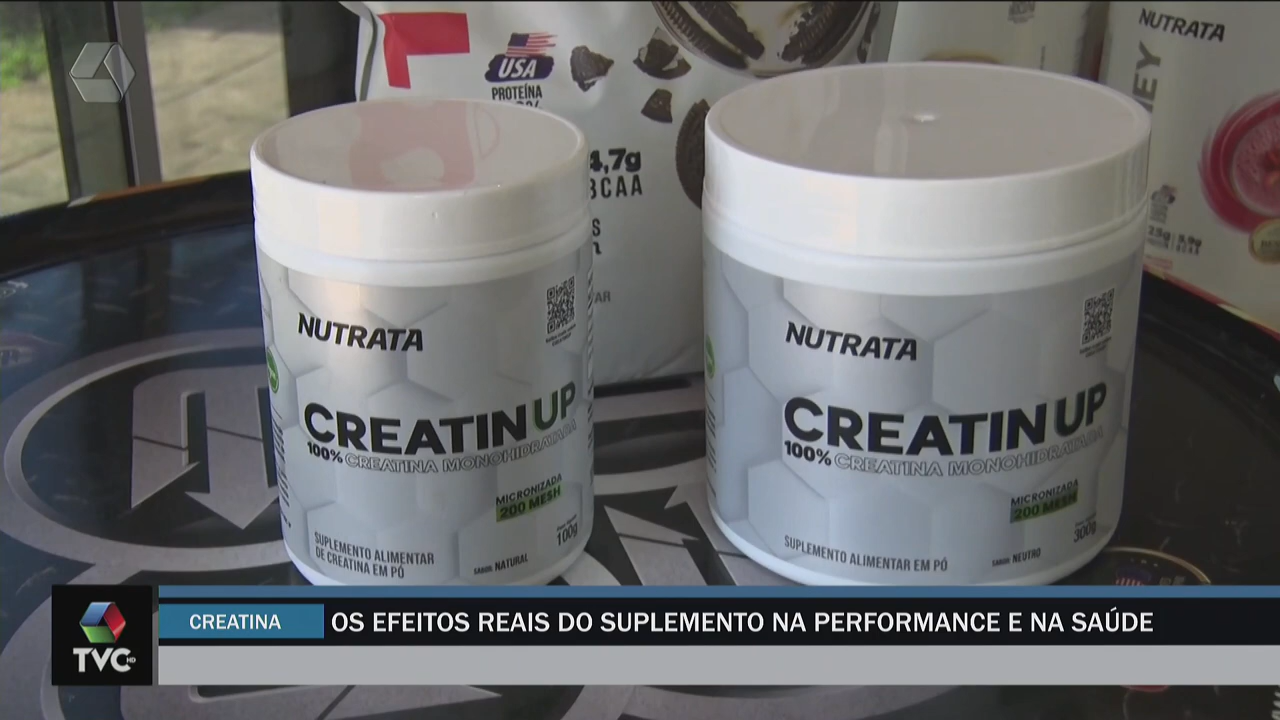 NUTRATA
USA
PROTEÍNA
4,7g
BCAA
NUTRATA
CREATIN UP
100% CREATINA MONOHIDRATADA
MICRONIZADA
200 MESH
100g
SUPLEMENTO ALIMENTAR
DE CREATINA EM PÓ
SABOR: NATURAL
NUTRATA
CREATIN UP
100% CREATINA MONOHIDRATADA
MICRONIZADA
200 MESH
300g
SUPLEMENTO ALIMENTAR EM PÓ
SABOR: NEUTRO
CREATINA
OS EFEITOS REAIS DO SUPLEMENTO NA PERFORMANCE E NA SAÚDE
TVC HD